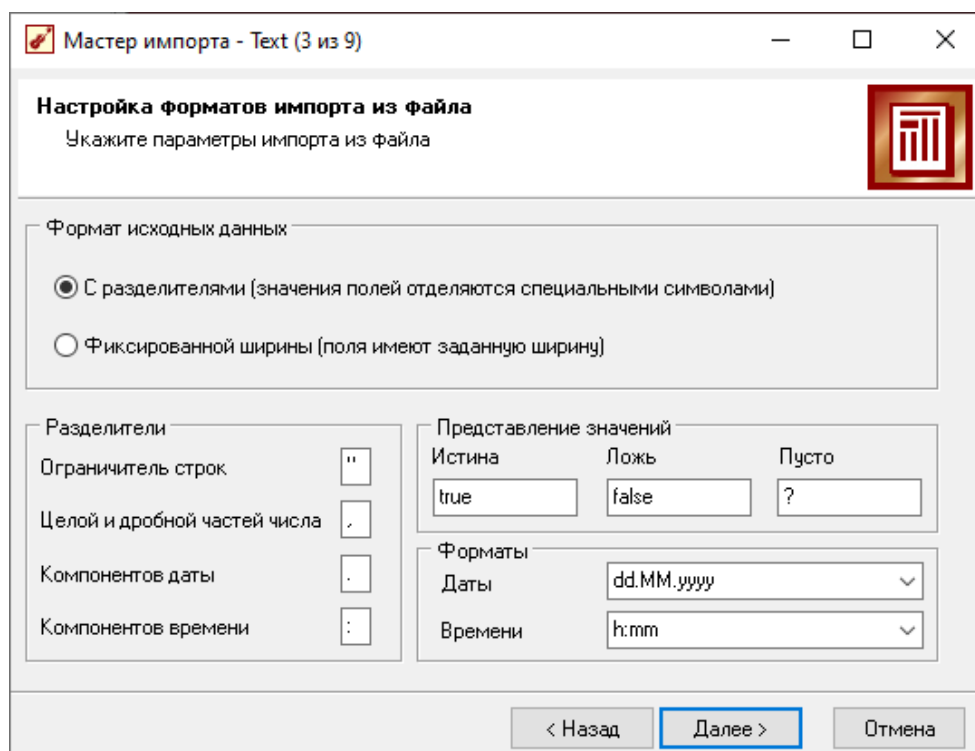 Мастер импорта - Text (3 из 9)
Настройка форматов импорта из файла
Укажите параметры импорта из файла
Формат исходных данных
С разделителями (значения полей отделяются специальными символами)
Фиксированной ширины (поля имеют заданную ширину)
Разделители
Ограничитель строк "
Целой и дробной частей числа ,
Компонентов даты .
Компонентов времени :
Представление значений
Истина Ложь Пусто
true false ?
Форматы
Даты dd.MM.yyyy
Времени h:mm
< Назад Далее > Отмена